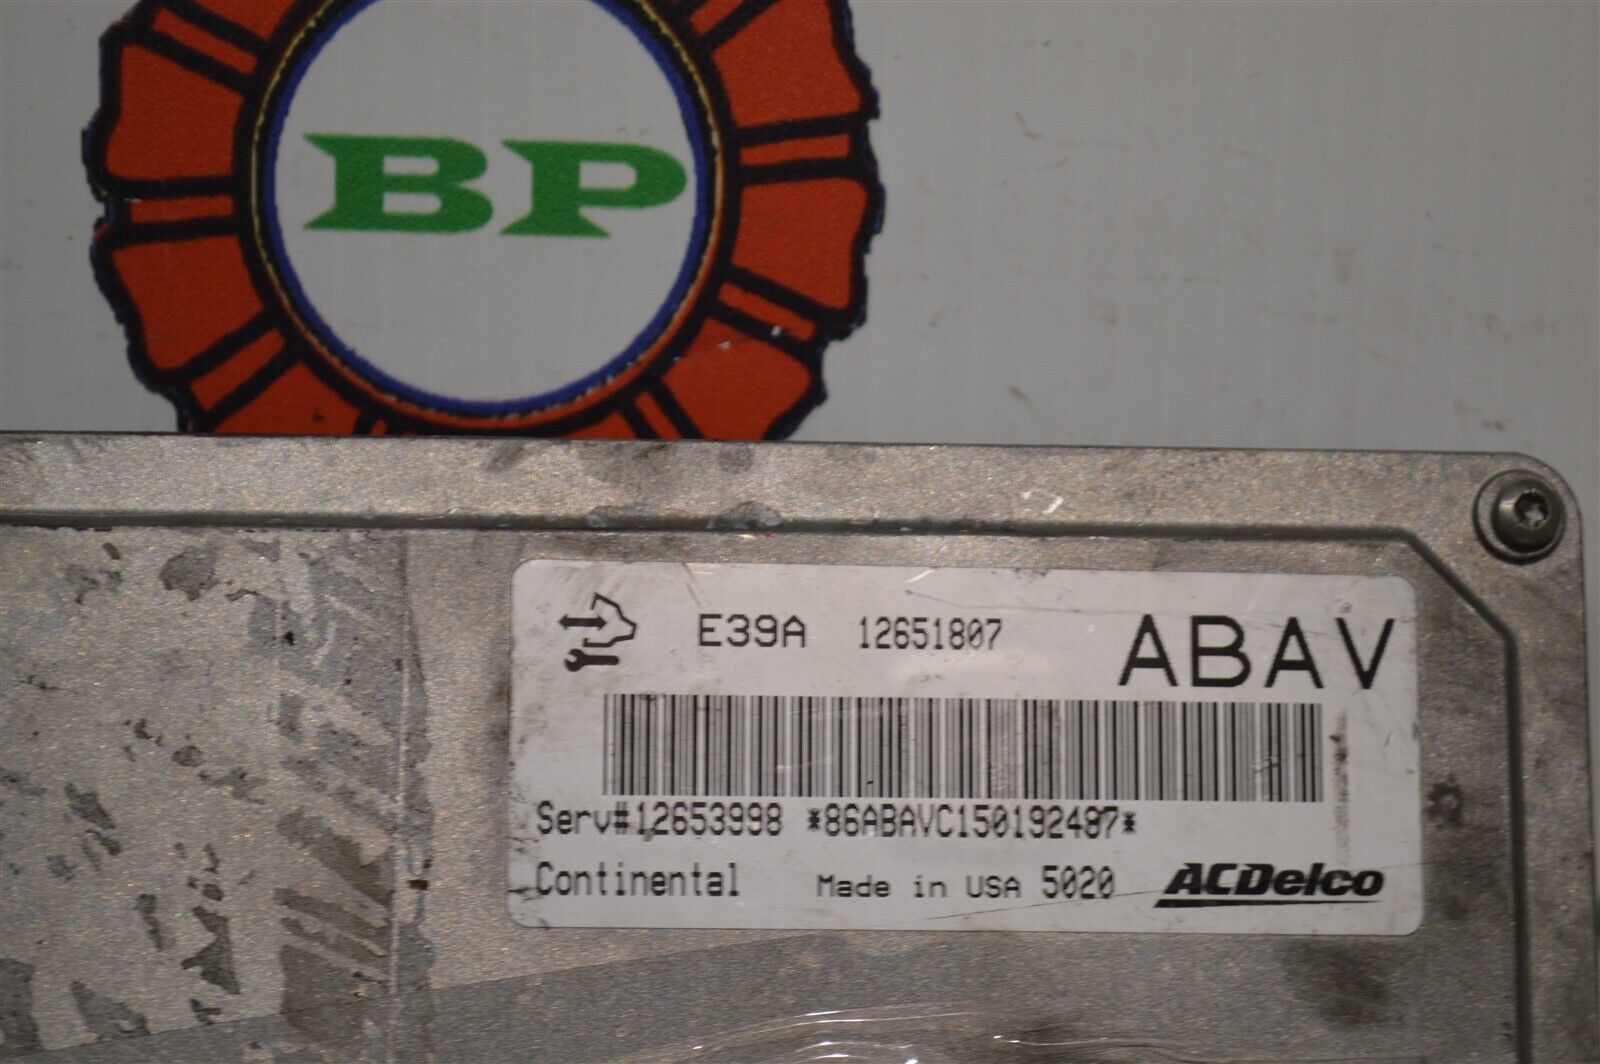 BP
E39A 12651807 ABAV
Serv#12653998 *86ABAVC150192487*
Continental Made in USA 5020 ACDelco